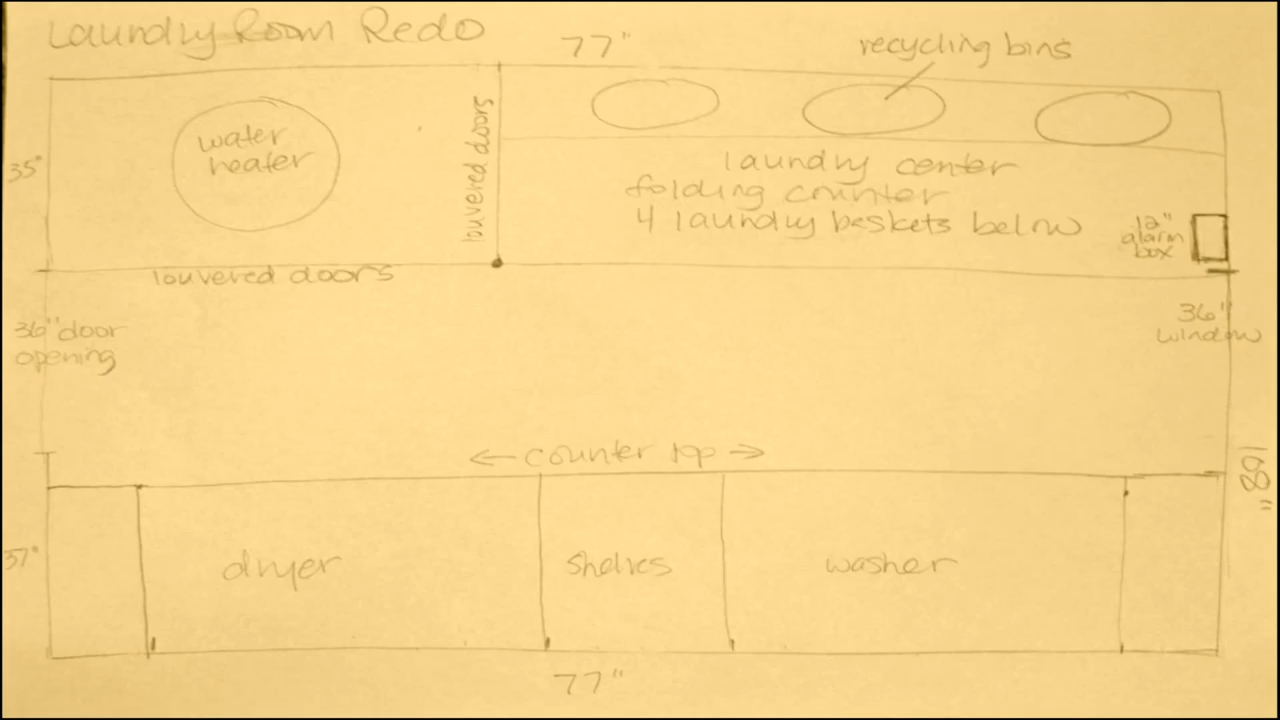 Laundry Room Redo
77"
recycling bins
water
heater
louvered doors
35"
laundry center
folding counter
4 laundry baskets below
12"
alarm
box
louvered doors
36" door
opening
36"
window
← counter top →
108"
37"
dryer
shelves
washer
77"